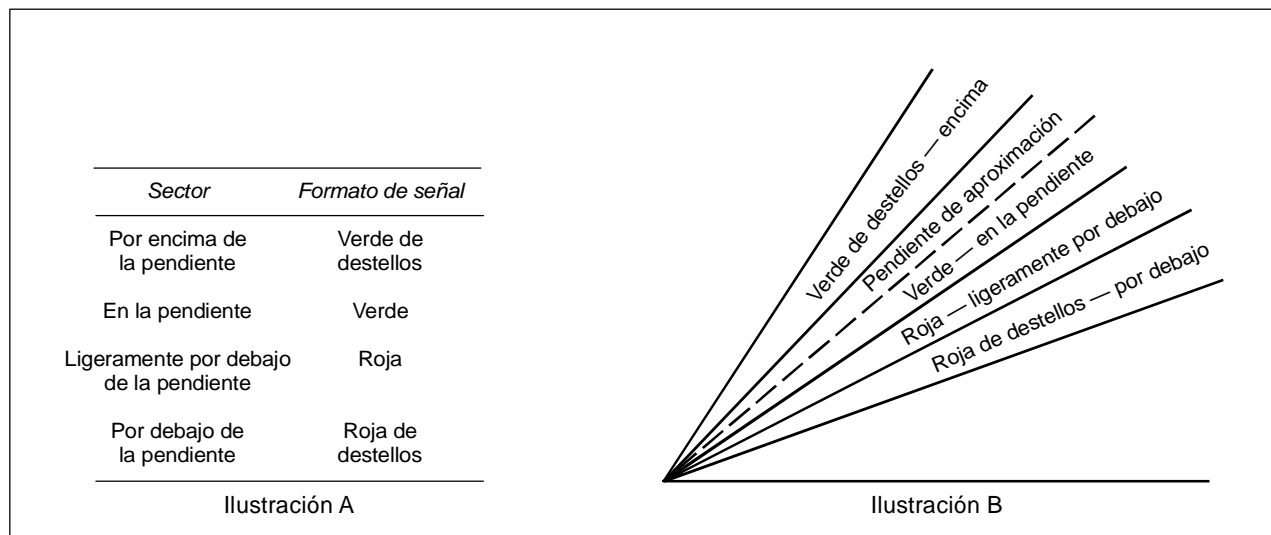 Sector Formato de señal
Por encima de Verde de
la pendiente destellos
En la pendiente Verde
Ligeramente por debajo Roja
de la pendiente
Por debajo de Roja de
la pendiente destellos
Ilustración A
Verde de destellos — encima
Pendiente de aproximación
Verde — en la pendiente
Roja — ligeramente por debajo
Roja de destellos — por debajo
Ilustración B